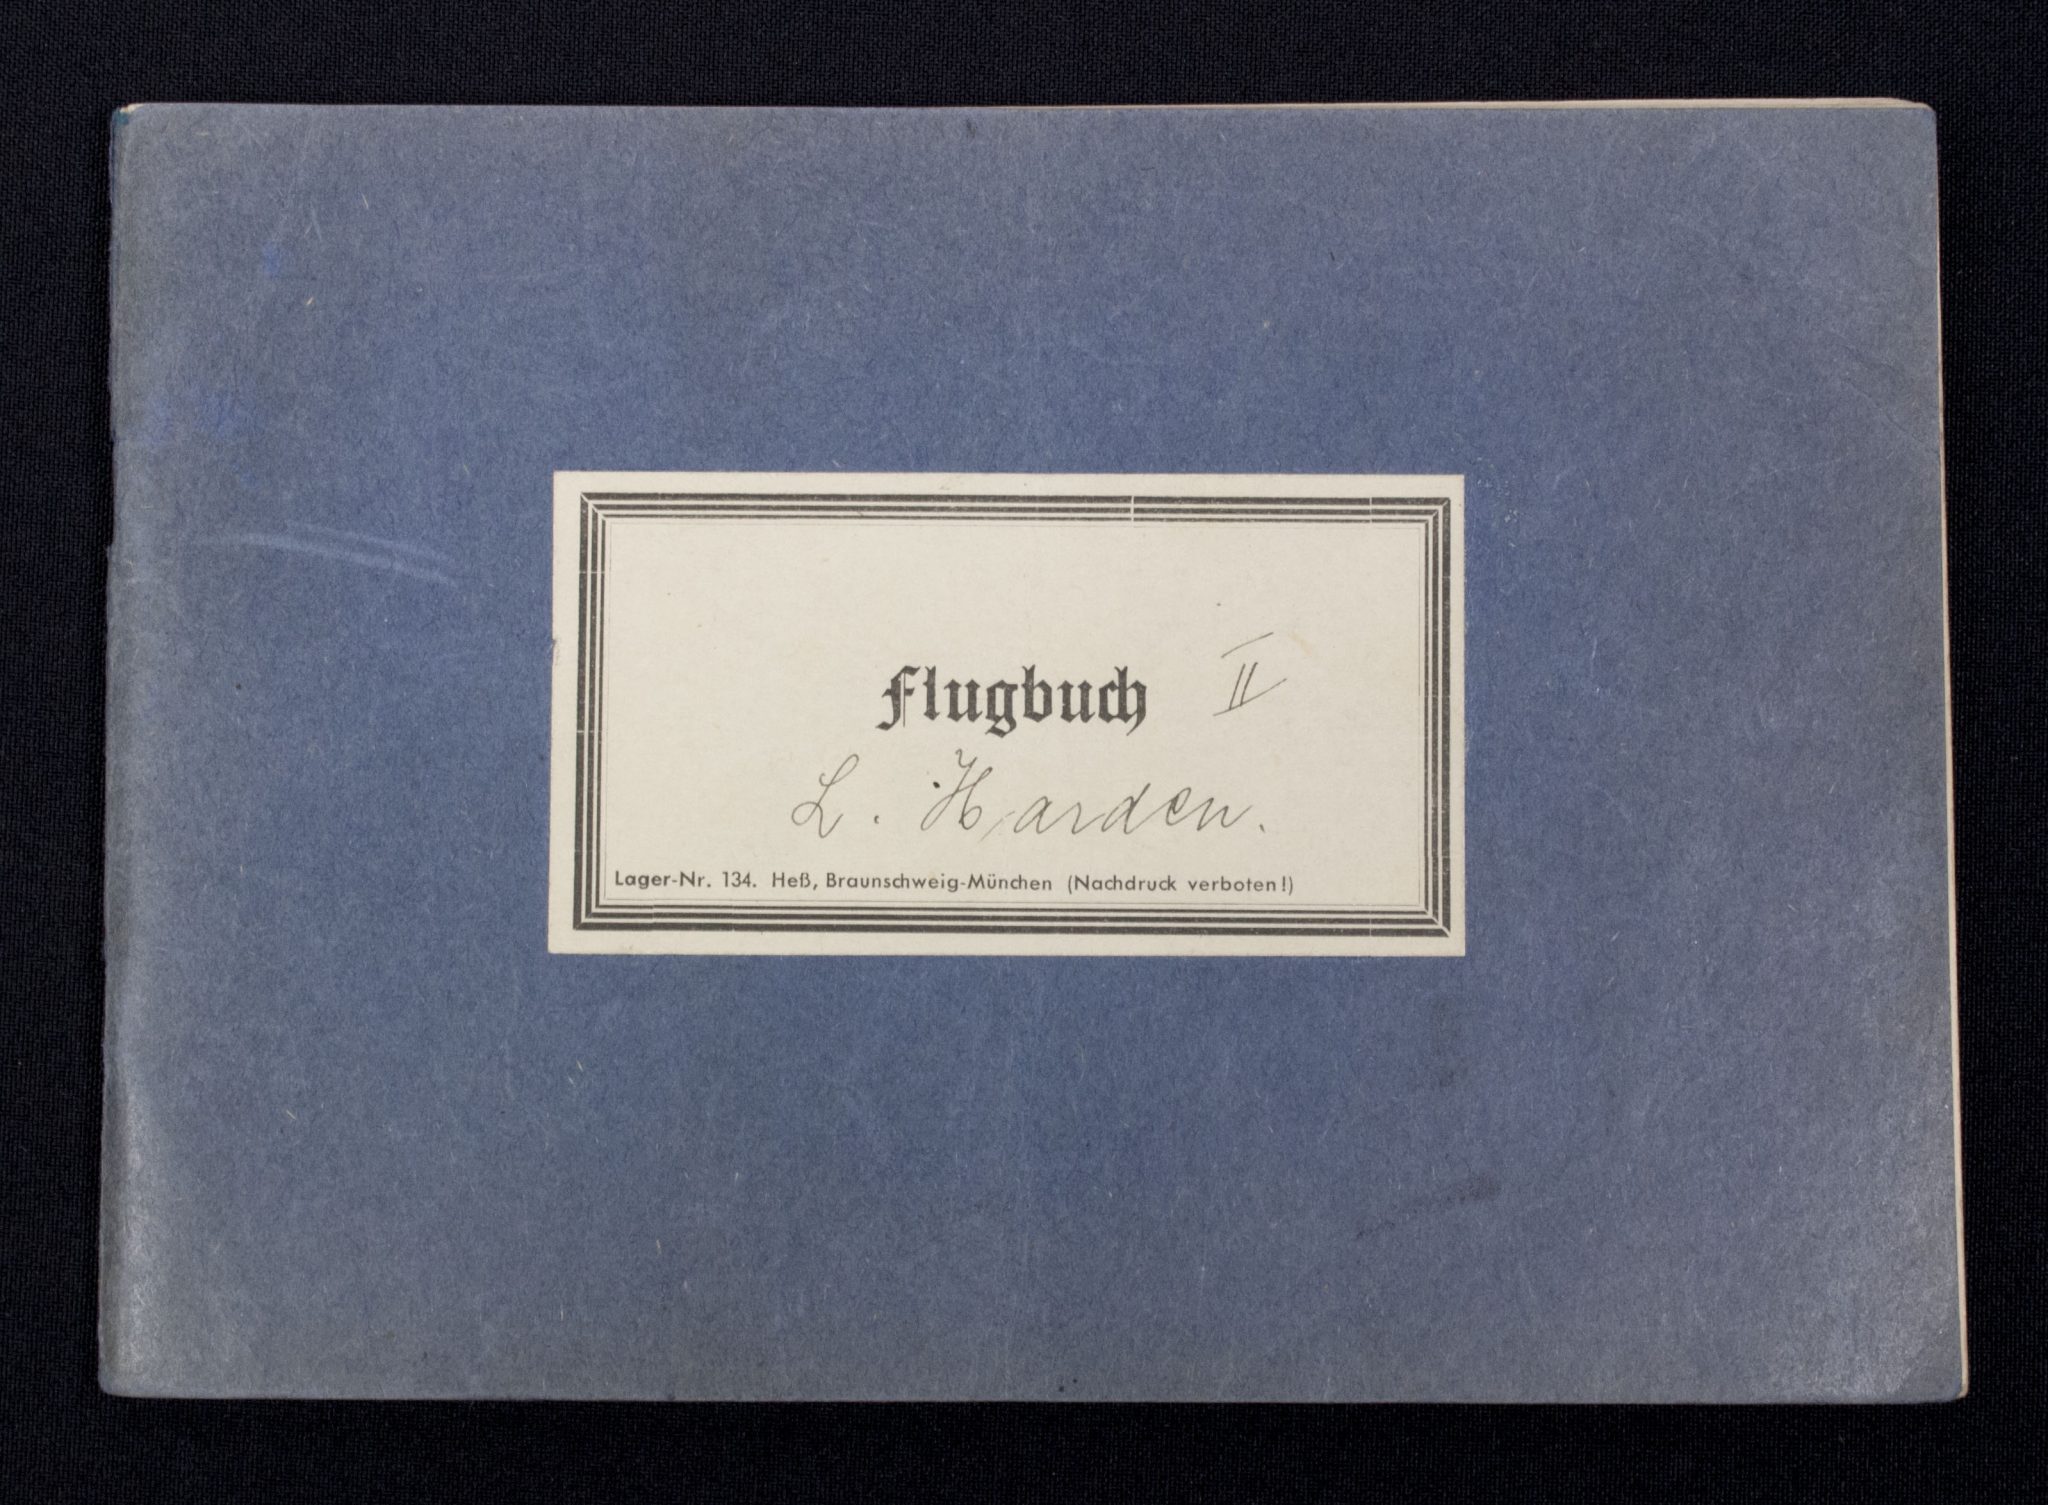 Flugbuch II
L. Harden.
Lager-Nr. 134. Heß, Braunschweig-München (Nachdruck verboten!)